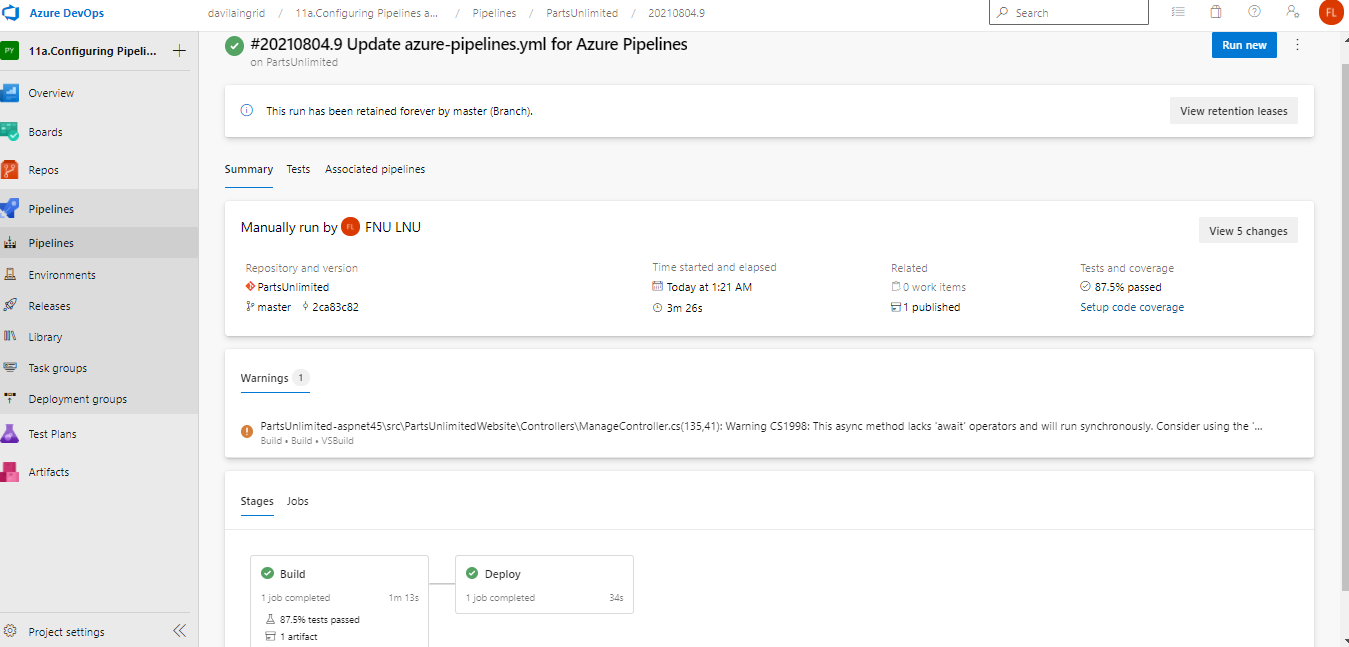 Azure DevOps
davilaingrid / 11a.Configuring Pipelines a... / Pipelines / PartsUnlimited / 20210804.9
Search
FL
PY 11a.Configuring Pipeli...
Overview
Boards
Repos
Pipelines
Pipelines
Environments
Releases
Library
Task groups
Deployment groups
Test Plans
Artifacts
Project settings
#20210804.9 Update azure-pipelines.yml for Azure Pipelines
on PartsUnlimited
Run new
This run has been retained forever by master (Branch).
View retention leases
Summary Tests Associated pipelines
Manually run by FL FNU LNU
View 5 changes
Repository and version
PartsUnlimited
master 2ca83c82
Time started and elapsed
Today at 1:21 AM
3m 26s
Related
0 work items
1 published
Tests and coverage
87.5% passed
Setup code coverage
Warnings 1
PartsUnlimited-aspnet45\src\PartsUnlimitedWebsite\Controllers\ManageController.cs(135,41): Warning CS1998: This async method lacks 'await' operators and will run synchronously. Consider using the '...
Build • Build • VSBuild
Stages Jobs
Build
1 job completed 1m 13s
87.5% tests passed
1 artifact
Deploy
1 job completed 34s